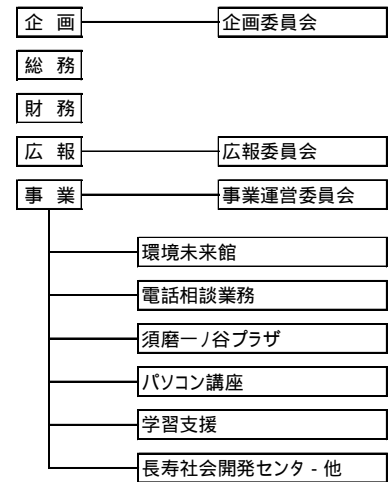 企 画 企画委員会
総 務
財 務
広 報 広報委員会
事 業 事業運営委員会
環境未来館
電話相談業務
須磨一ノ谷プラザ
パソコン講座
学習支援
長寿社会開発センタ - 他